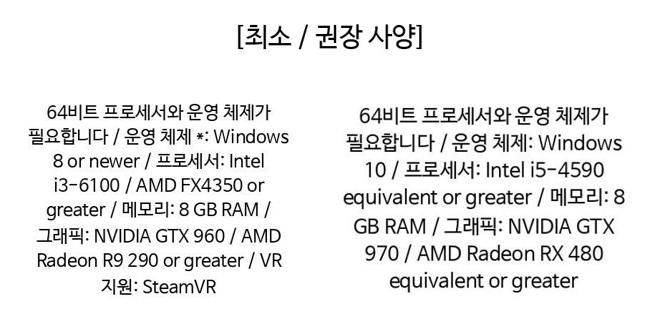 [최소 / 권장 사양]
64비트 프로세서와 운영 체제가
필요합니다 / 운영 체제 *: Windows
8 or newer / 프로세서: Intel
i3-6100 / AMD FX4350 or
greater / 메모리: 8 GB RAM /
그래픽: NVIDIA GTX 960 / AMD
Radeon R9 290 or greater / VR
지원: SteamVR
64비트 프로세서와 운영 체제가
필요합니다 / 운영 체제: Windows
10 / 프로세서: Intel i5-4590
equivalent or greater / 메모리: 8
GB RAM / 그래픽: NVIDIA GTX
970 / AMD Radeon RX 480
equivalent or greater